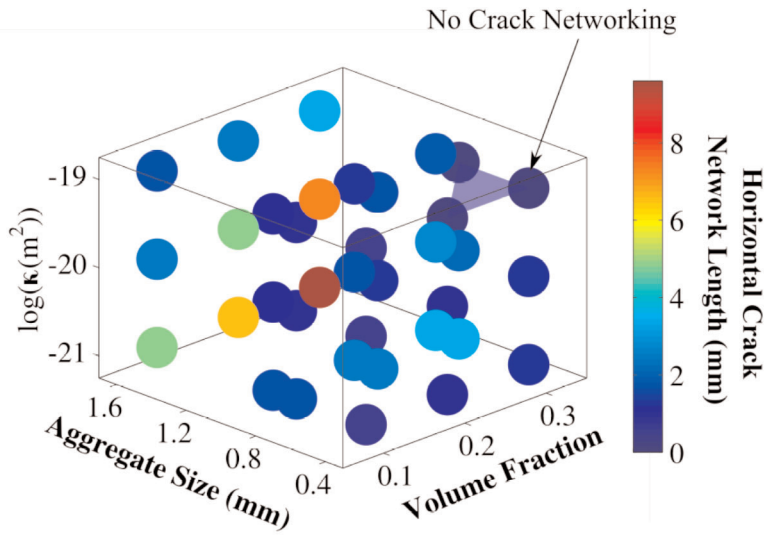 No Crack Networking
-19
-20
-21
log(κ(m²))
1.6
1.2
0.8
0.4
Aggregate Size (mm)
0.1
0.2
0.3
Volume Fraction
8
6
4
2
0
Horizontal Crack
Network Length (mm)